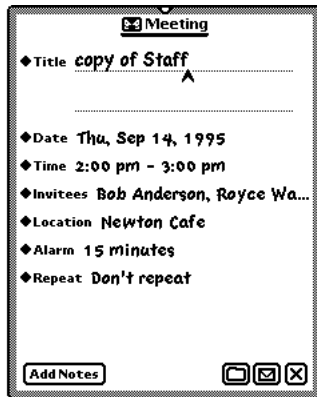 Meeting
Title copy of Staff
Date Thu, Sep 14, 1995
Time 2:00 pm - 3:00 pm
Invitees Bob Anderson, Royce Wa...
Location Newton Cafe
Alarm 15 minutes
Repeat Don't repeat
Add Notes